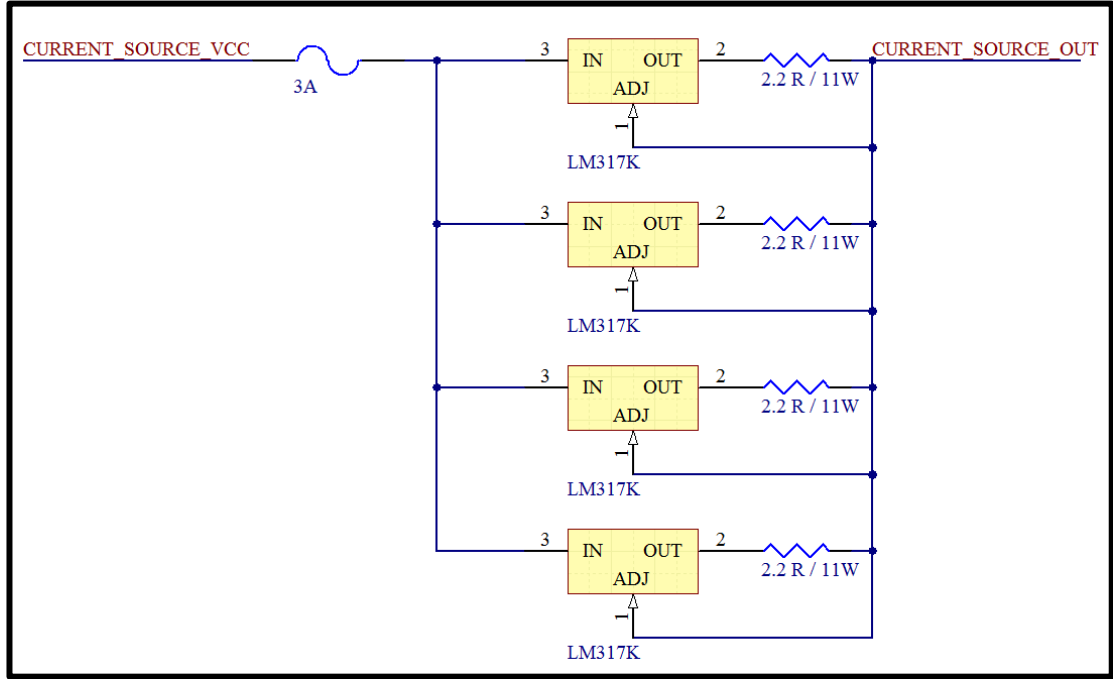 CURRENT_SOURCE_VCC
3A
3
IN
OUT
2
ADJ
1
LM317K
2.2 R / 11W
CURRENT_SOURCE_OUT
3
IN
OUT
2
ADJ
1
LM317K
2.2 R / 11W
3
IN
OUT
2
ADJ
1
LM317K
2.2 R / 11W
3
IN
OUT
2
ADJ
1
LM317K
2.2 R / 11W